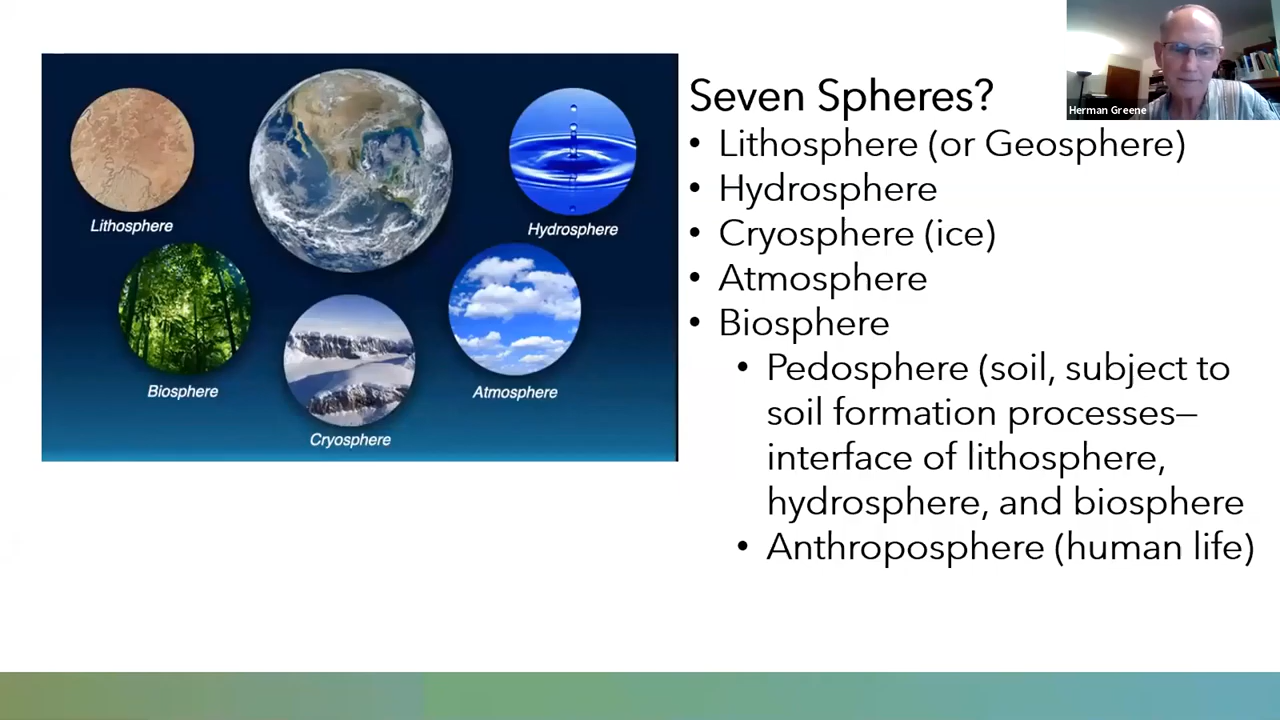 Herman Greene
Lithosphere
Hydrosphere
Biosphere
Atmosphere
Cryosphere
Seven Spheres?
• Lithosphere (or Geosphere)
• Hydrosphere
• Cryosphere (ice)
• Atmosphere
• Biosphere
• Pedosphere (soil, subject to
soil formation processes—
interface of lithosphere,
hydrosphere, and biosphere
• Anthroposphere (human life)